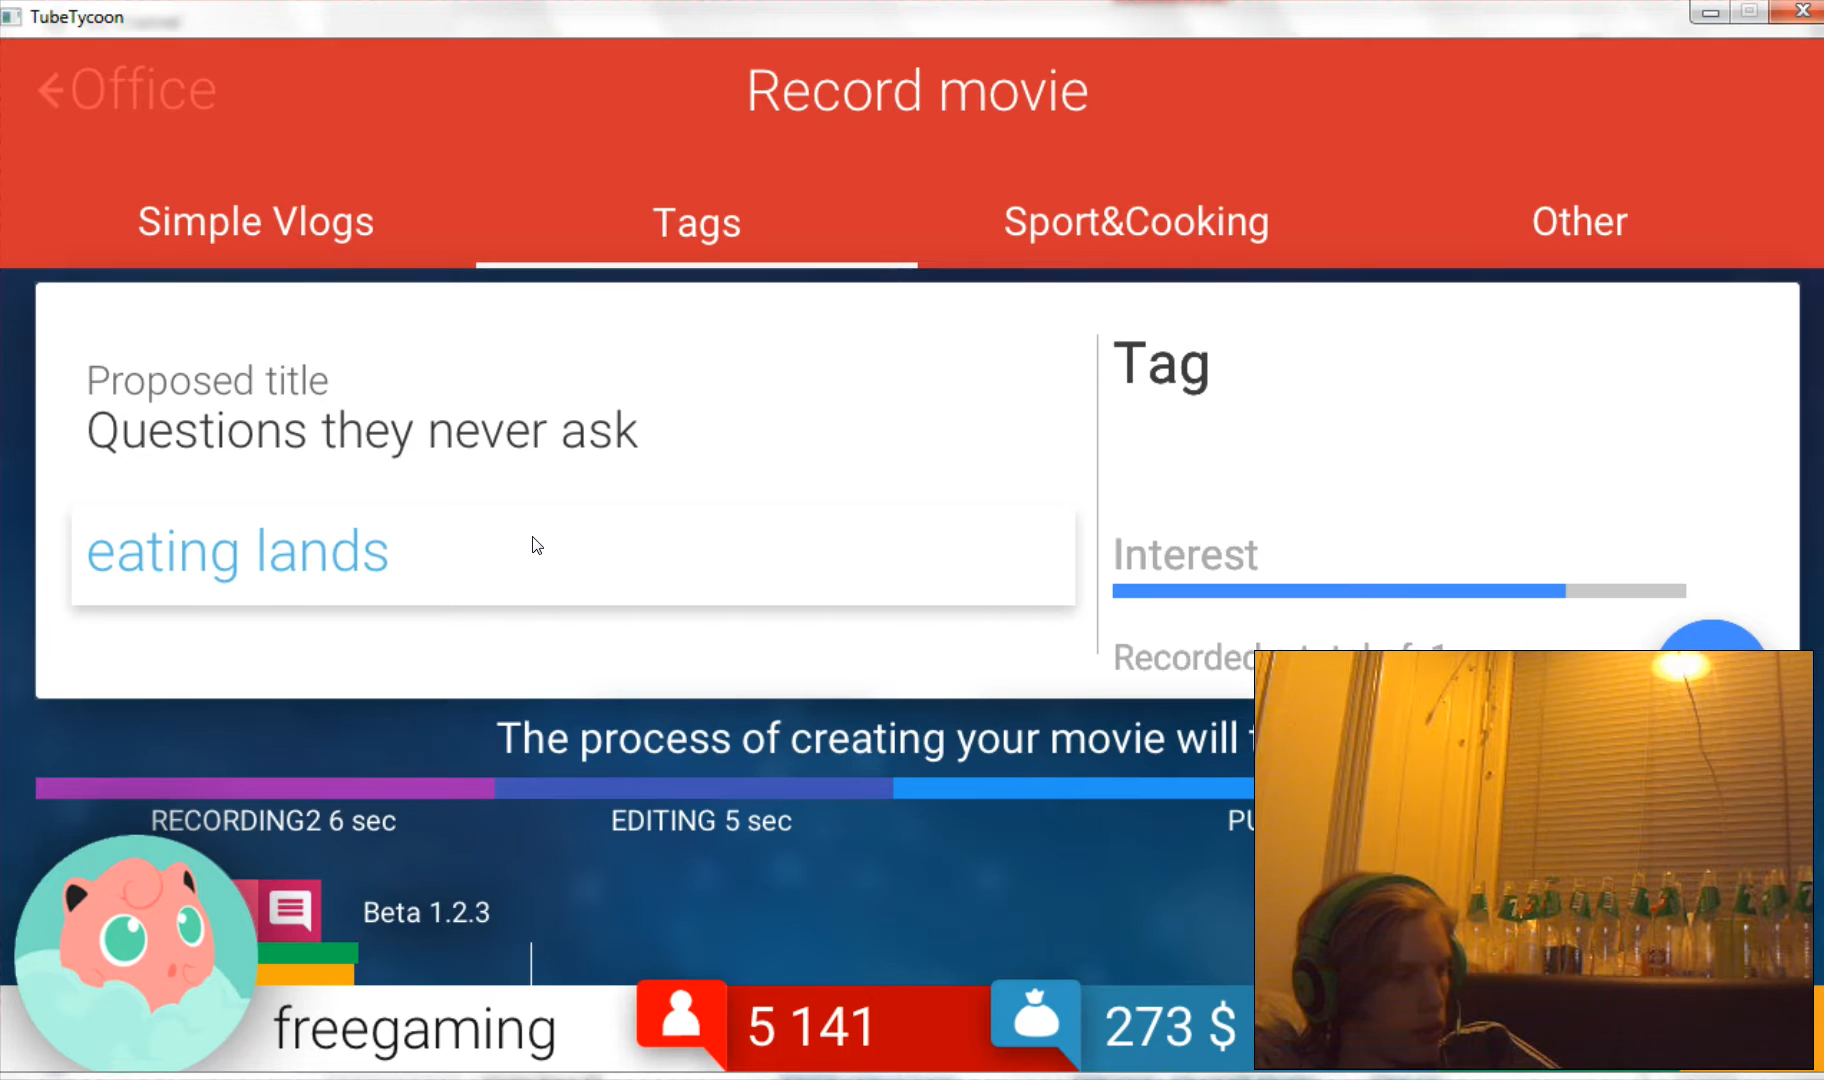 TubeTycoon
Office
Record movie
Simple Vlogs
Tags
Sport&Cooking
Other
Proposed title
Questions they never ask
Tag
eating lands
Interest
Recorded
The process of creating your movie will
RECORDING2 6 sec
EDITING 5 sec
Beta 1.2.3
freegaming
5 141
273 $